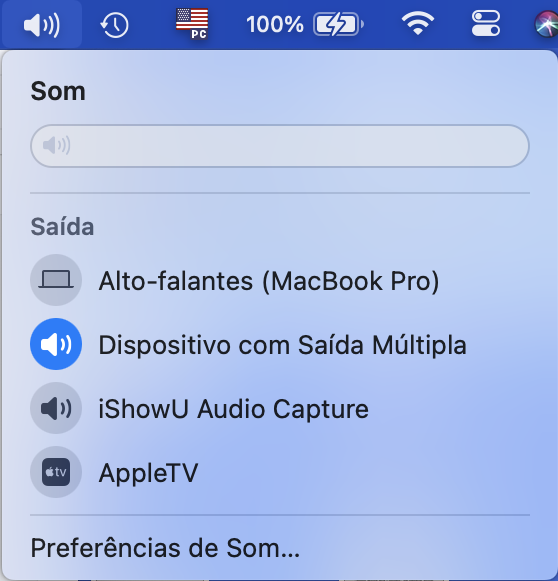 PC
100%
Som
Saída
Alto-falantes (MacBook Pro)
Dispositivo com Saída Múltipla
iShowU Audio Capture
tv
AppleTV
Preferências de Som...